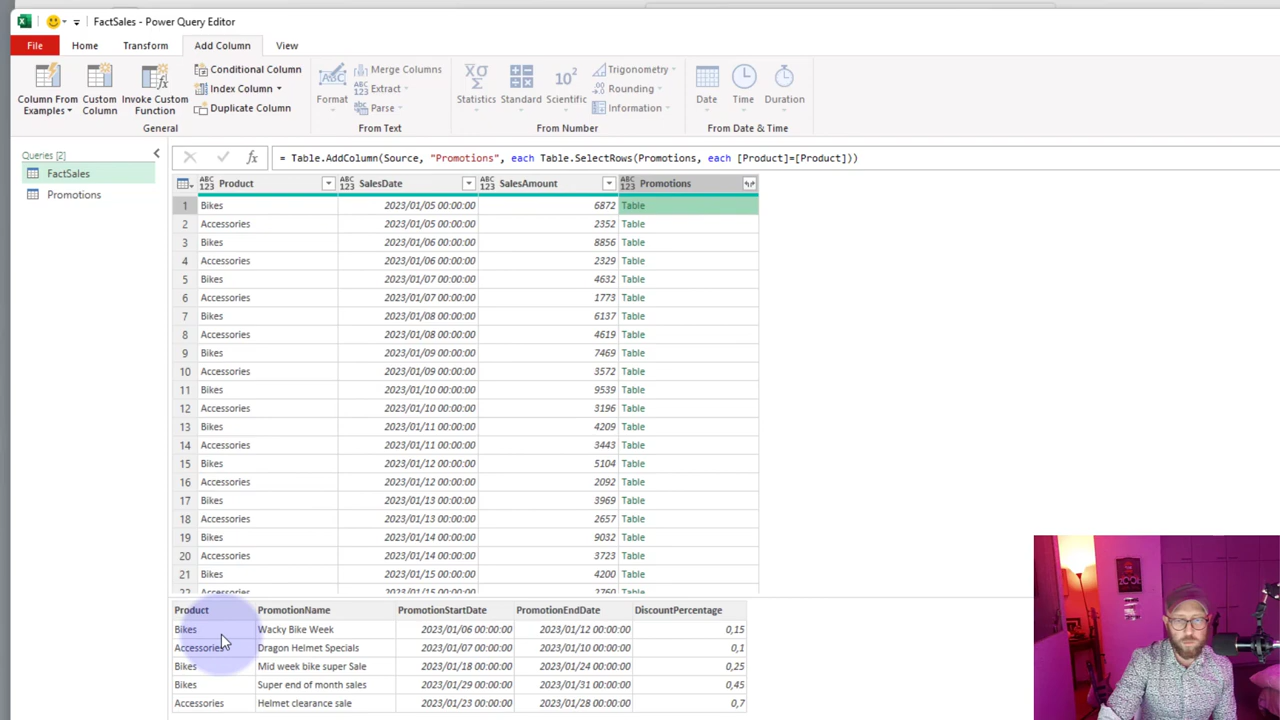 FactSales - Power Query Editor
File Home Transform Add Column View
Column From Examples
Custom Column
Invoke Custom Function
Conditional Column
Index Column
Duplicate Column
General
ABC
Format
Merge Columns
ABC 123 Extract
Parse
From Text
XΣ Statistics
Standard
10² Scientific
Trigonometry
Rounding
Information
From Number
Date
Time
Duration
From Date & Time
Queries [2]
FactSales
Promotions
fx = Table.AddColumn(Source, "Promotions", each Table.SelectRows(Promotions, each [Product]=[Product]))
ABC 123 Product ABC 123 SalesDate ABC 123 SalesAmount ABC 123 Promotions
1 Bikes 2023/01/05 00:00:00 6872 Table
2 Accessories 2023/01/05 00:00:00 2352 Table
3 Bikes 2023/01/06 00:00:00 8856 Table
4 Accessories 2023/01/06 00:00:00 2329 Table
5 Bikes 2023/01/07 00:00:00 4632 Table
6 Accessories 2023/01/07 00:00:00 1773 Table
7 Bikes 2023/01/08 00:00:00 6137 Table
8 Accessories 2023/01/08 00:00:00 4619 Table
9 Bikes 2023/01/09 00:00:00 7469 Table
10 Accessories 2023/01/09 00:00:00 3572 Table
11 Bikes 2023/01/10 00:00:00 9539 Table
12 Accessories 2023/01/10 00:00:00 3196 Table
13 Bikes 2023/01/11 00:00:00 4209 Table
14 Accessories 2023/01/11 00:00:00 3443 Table
15 Bikes 2023/01/12 00:00:00 5104 Table
16 Accessories 2023/01/12 00:00:00 2092 Table
17 Bikes 2023/01/13 00:00:00 3969 Table
18 Accessories 2023/01/13 00:00:00 2657 Table
19 Bikes 2023/01/14 00:00:00 9032 Table
20 Accessories 2023/01/14 00:00:00 3723 Table
21 Bikes 2023/01/15 00:00:00 4200 Table
Product PromotionName PromotionStartDate PromotionEndDate DiscountPercentage
Bikes Wacky Bike Week 2023/01/06 00:00:00 2023/01/12 00:00:00 0,15
Accessories Dragon Helmet Specials 2023/01/07 00:00:00 2023/01/10 00:00:00 0,1
Bikes Mid week bike super Sale 2023/01/18 00:00:00 2023/01/24 00:00:00 0,25
Bikes Super end of month sales 2023/01/29 00:00:00 2023/01/31 00:00:00 0,45
Accessories Helmet clearance sale 2023/01/23 00:00:00 2023/01/28 00:00:00 0,7